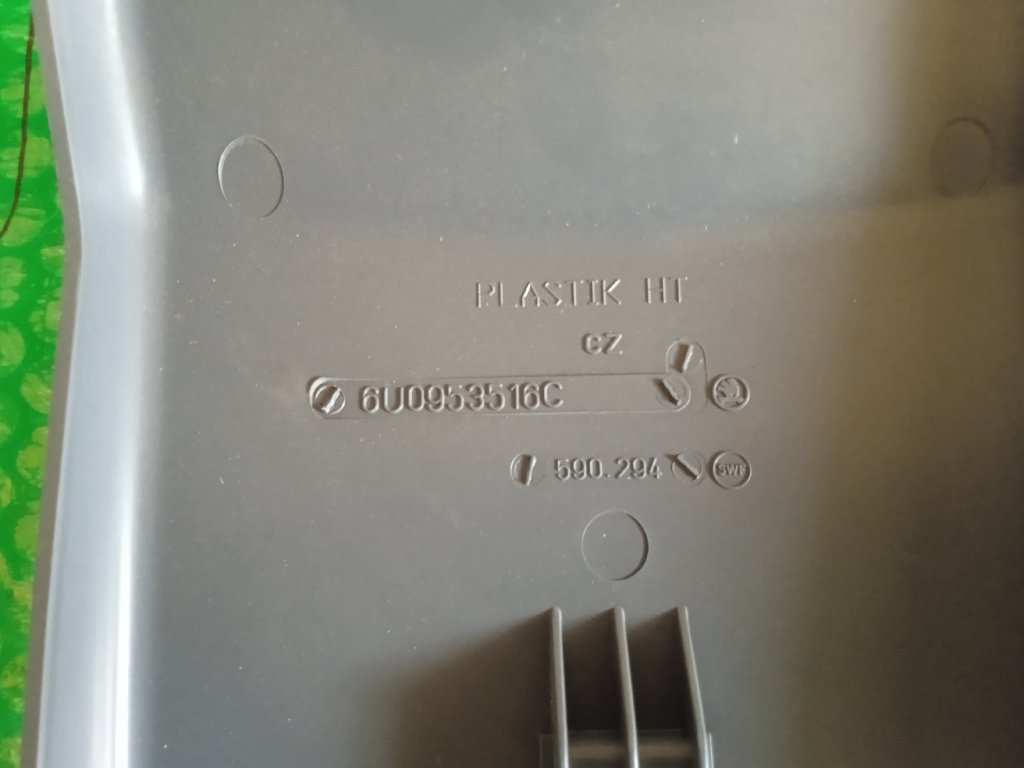 PLASTIK HT
CZ
6U0953516C
590.294 SWF